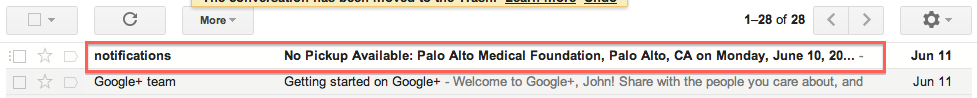 The conversation has been moved to the Trash. Learn more Undo
More
1–28 of 28
notifications No Pickup Available: Palo Alto Medical Foundation, Palo Alto, CA on Monday, June 10, 20... - Jun 11
Google+ team Getting started on Google+ - Welcome to Google+, John! Share with the people you care about, and Jun 11